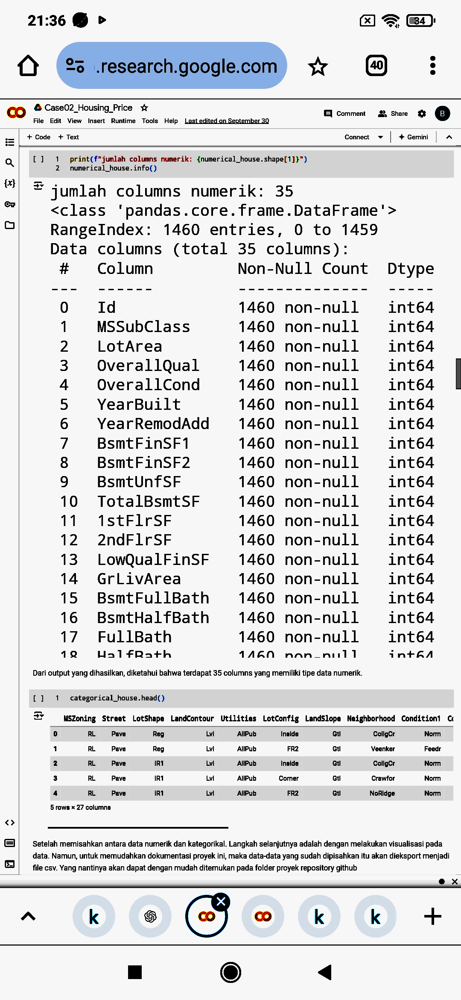 21:36
34
.research.google.com
40
Case02_Housing_Price
Comment Share B
File Edit View Insert Runtime Tools Help Last edited on September 30
+ Code + Text Connect Gemini
[ ] 1 print(f"jumlah columns numerik: {numerical_house.shape[1]}")
2 numerical_house.info()
jumlah columns numerik: 35
<class 'pandas.core.frame.DataFrame'>
RangeIndex: 1460 entries, 0 to 1459
Data columns (total 35 columns):
# Column Non-Null Count Dtype
--- ------ -------------- -----
0 Id 1460 non-null int64
1 MSSubClass 1460 non-null int64
2 LotArea 1460 non-null int64
3 OverallQual 1460 non-null int64
4 OverallCond 1460 non-null int64
5 YearBuilt 1460 non-null int64
6 YearRemodAdd 1460 non-null int64
7 BsmtFinSF1 1460 non-null int64
8 BsmtFinSF2 1460 non-null int64
9 BsmtUnfSF 1460 non-null int64
10 TotalBsmtSF 1460 non-null int64
11 1stFlrSF 1460 non-null int64
12 2ndFlrSF 1460 non-null int64
13 LowQualFinSF 1460 non-null int64
14 GrLivArea 1460 non-null int64
15 BsmtFullBath 1460 non-null int64
16 BsmtHalfBath 1460 non-null int64
17 FullBath 1460 non-null int64
18 HalfBath 1460 non-null int64
Dari output yang dihasilkan, diketahui bahwa terdapat 35 columns yang memiliki tipe data numerik.
[ ] 1 categorical_house.head()
MSZoning Street LotShape LandContour Utilities LotConfig LandSlope Neighborhood Condition1 Co
0 RL Pave Reg Lvl AllPub Inside Gtl CollgCr Norm
1 RL Pave Reg Lvl AllPub FR2 Gtl Veenker Feedr
2 RL Pave IR1 Lvl AllPub Inside Gtl CollgCr Norm
3 RL Pave IR1 Lvl AllPub Corner Gtl Crawfor Norm
4 RL Pave IR1 Lvl AllPub FR2 Gtl NoRidge Norm
5 rows × 27 columns
Setelah memisahkan antara data numerik dan kategorikal. Langkah selanjutnya adalah dengan melakukan visualisasi pada
data. Namun, untuk memudahkan dokumentasi proyek ini, maka data-data yang sudah dipisahkan itu akan dieksport menjadi
file csv. Yang nantinya akan dapat dengan mudah ditemukan pada folder proyek repository github
k k k